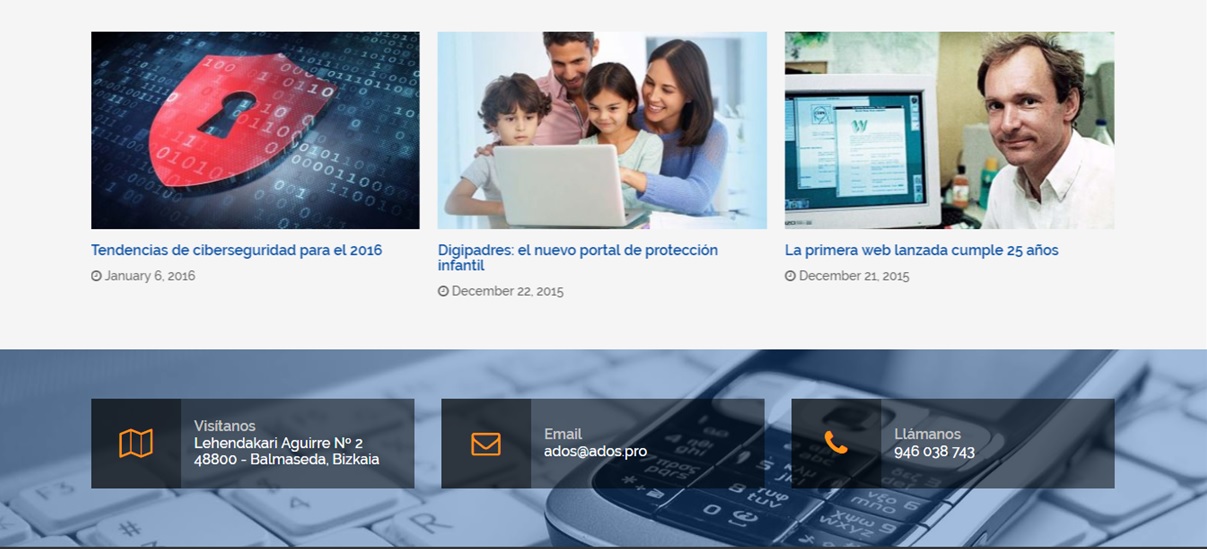 Tendencias de ciberseguridad para el 2016
January 6, 2016
Digipadres: el nuevo portal de protección
infantil
December 22, 2015
La primera web lanzada cumple 25 años
December 21, 2015
Visítanos
Lehendakari Aguirre Nº 2
48800 - Balmaseda, Bizkaia
Email
ados@ados.pro
Llámanos
946 038 743